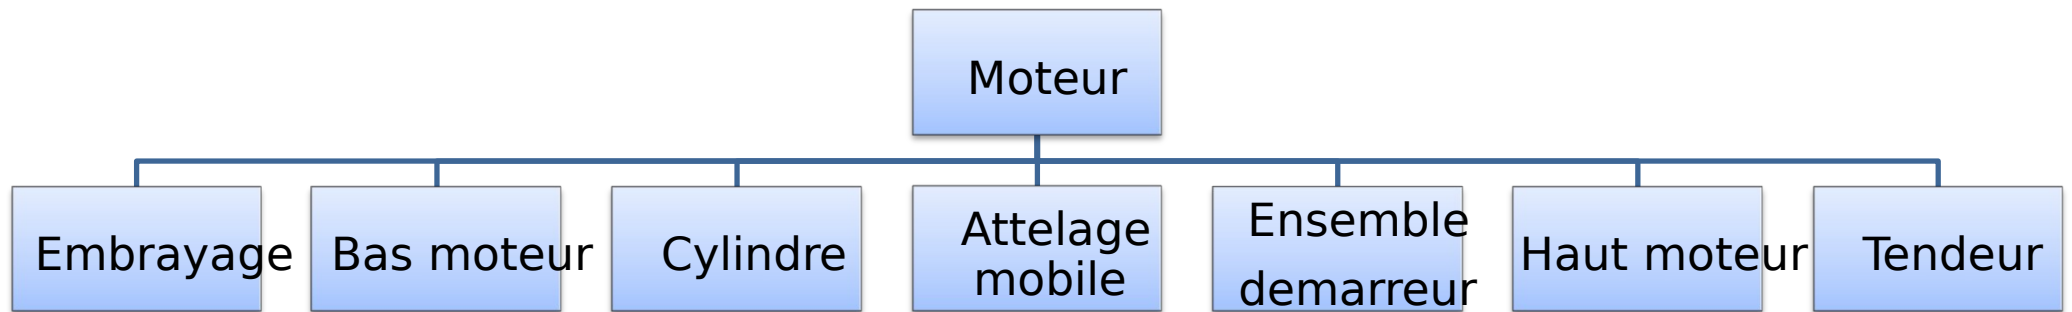 Moteur
Embrayage
Bas moteur
Cylindre
Attelage
mobile
Ensemble
demarreur
Haut moteur
Tendeur